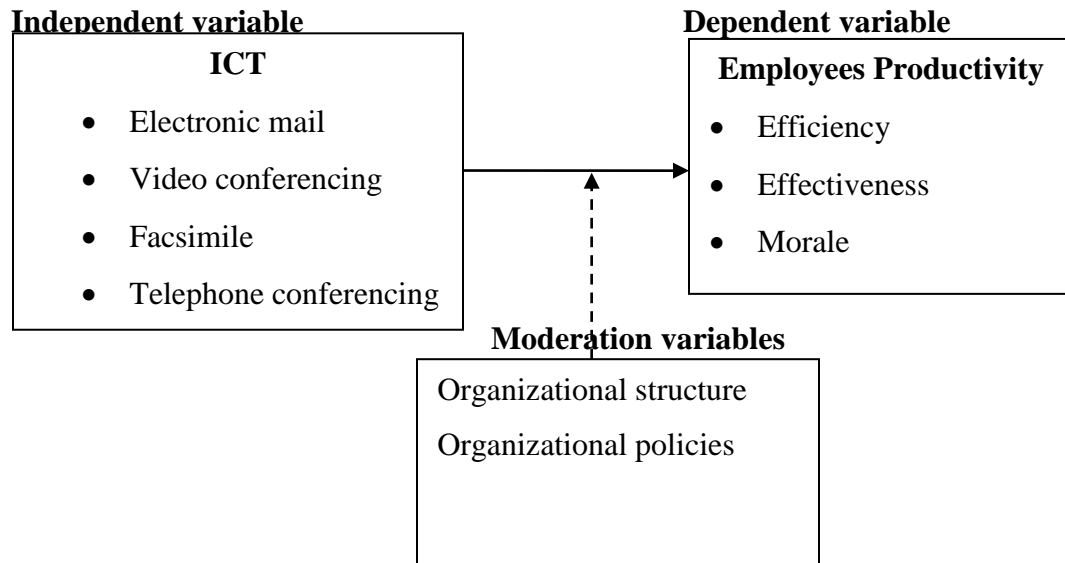 Independent variable
ICT
• Electronic mail
• Video conferencing
• Facsimile
• Telephone conferencing
Dependent variable
Employees Productivity
• Efficiency
• Effectiveness
• Morale
Moderation variables
Organizational structure
Organizational policies